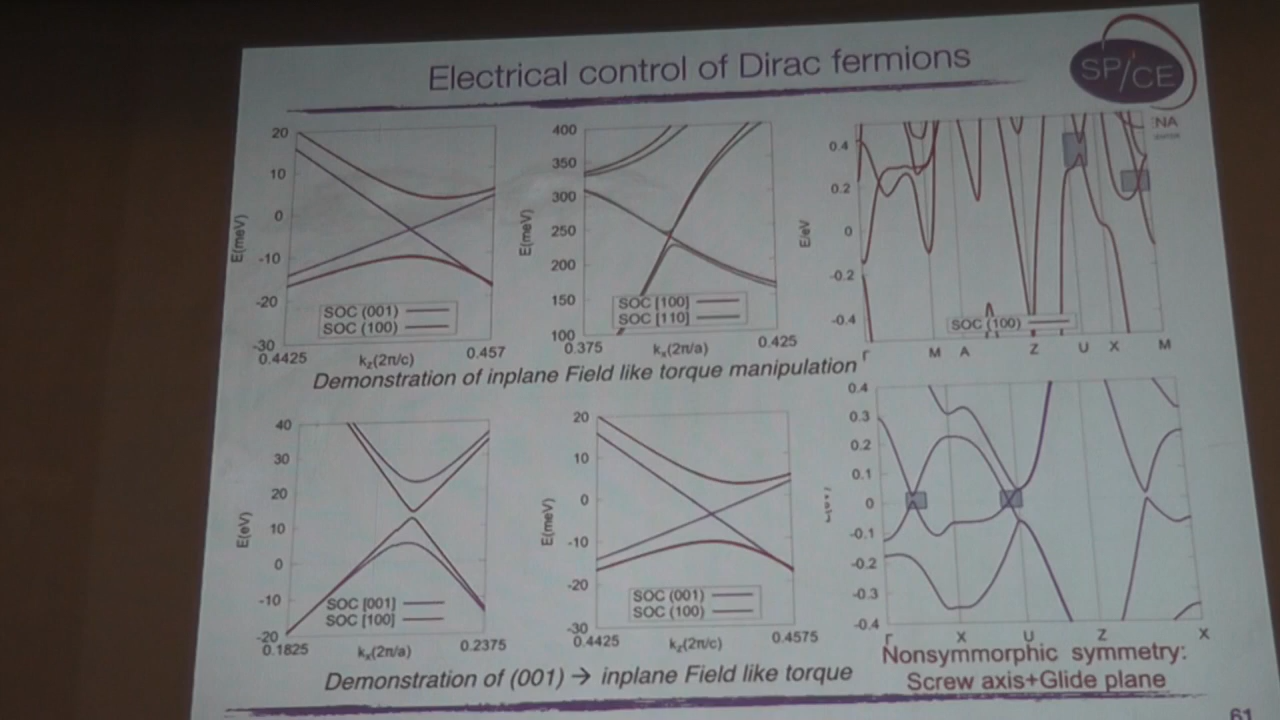 Electrical control of Dirac fermions
SP/CE
ENA
20
10
0
-10
-20
-30
E(meV)
SOC (001)
SOC (100)
0.4425
kz(2π/c)
0.457
400
350
300
250
200
150
100
E(meV)
SOC [100]
SOC [110]
0.375
kx(2π/a)
0.425
0.4
0.2
0
-0.2
-0.4
E/eV
SOC (100)
Γ M A Z U X M
Demonstration of inplane Field like torque manipulation
40
30
20
10
0
-10
-20
E(eV)
SOC [001]
SOC [100]
0.1825
kx(2π/a)
0.2375
20
10
0
-10
-20
-30
E(meV)
SOC (001)
SOC (100)
0.4425
kz(2π/c)
0.4575
0.4
0.3
0.2
0.1
0
-0.1
-0.2
-0.3
-0.4
Γ X U Z X
Demonstration of (001) → inplane Field like torque
Nonsymmorphic symmetry:
Screw axis+Glide plane
61